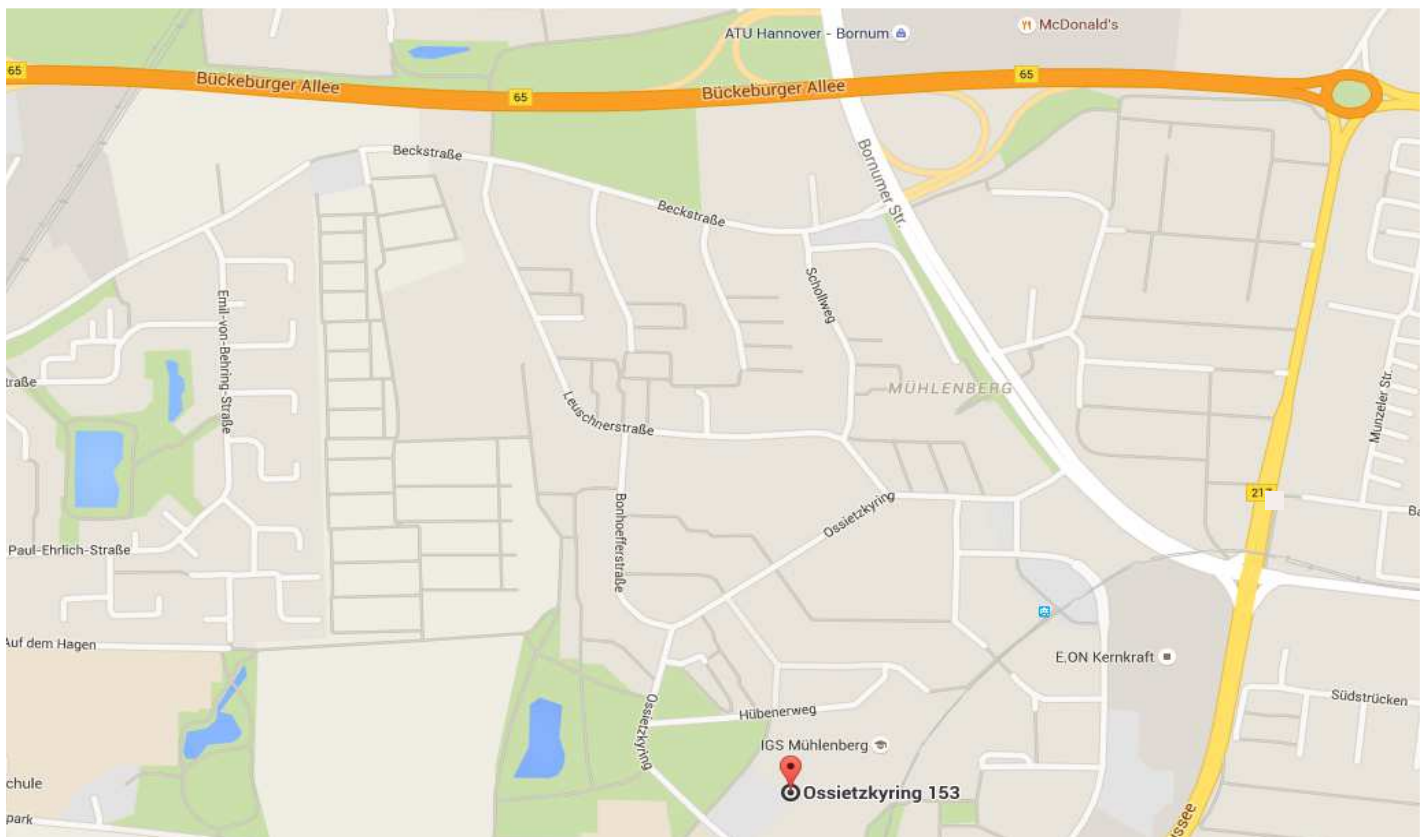 ATU Hannover - Bornum
McDonald's
65
Bückeburger Allee
65
Bückeburger Allee
65
Beckstraße
Beckstraße
Bornumer Str.
Schollweg
Emil-von-Behring-Straße
raße
MÜHLENBERG
Munzeler Str.
Leuschnerstraße
Bonhoefferstraße
Ossietzkyring
Paul-Ehrlich-Straße
Auf dem Hagen
E.ON Kernkraft
Südstrücken
Ossietzkyring
Hübenerweg
IGS Mühlenberg
Ossietzkyring 153
chule
park
ssee